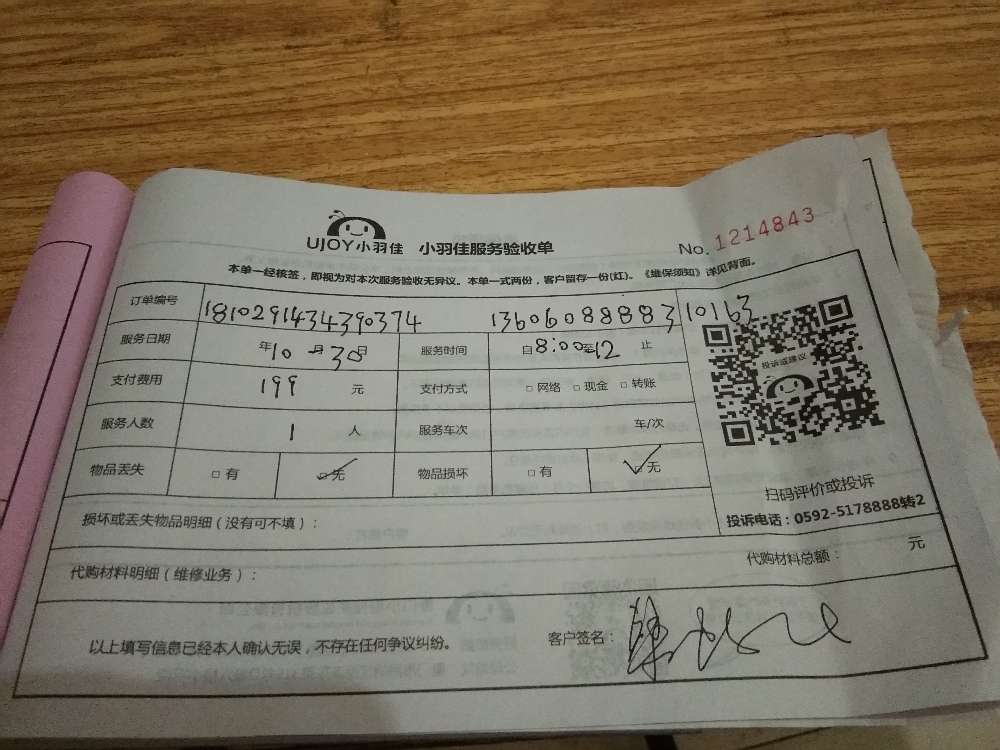 UJOY小羽佳 小羽佳服务验收单 No. 1214843
本单一经核签，即视为对本次服务验收无异议。本单一式两份，客户留存一份(红)。《维保须知》详见背面。
订单编号 18102914343390374 13606088883 10163
服务日期 年10月30日 服务时间 自8:00至12止
支付费用 199 元 支付方式 □网络 □现金 □转账
服务人数 1 人 服务车次 车/次
物品丢失 □有 ☑无 物品损坏 □有 ☑无
投诉或建议
扫码评价或投诉
投诉电话：0592-5178888转2
损坏或丢失物品明细（没有可不填）：
代购材料明细（维修业务）： 代购材料总额： 元
以上填写信息已经本人确认无误，不存在任何争议纠纷。 客户签名：